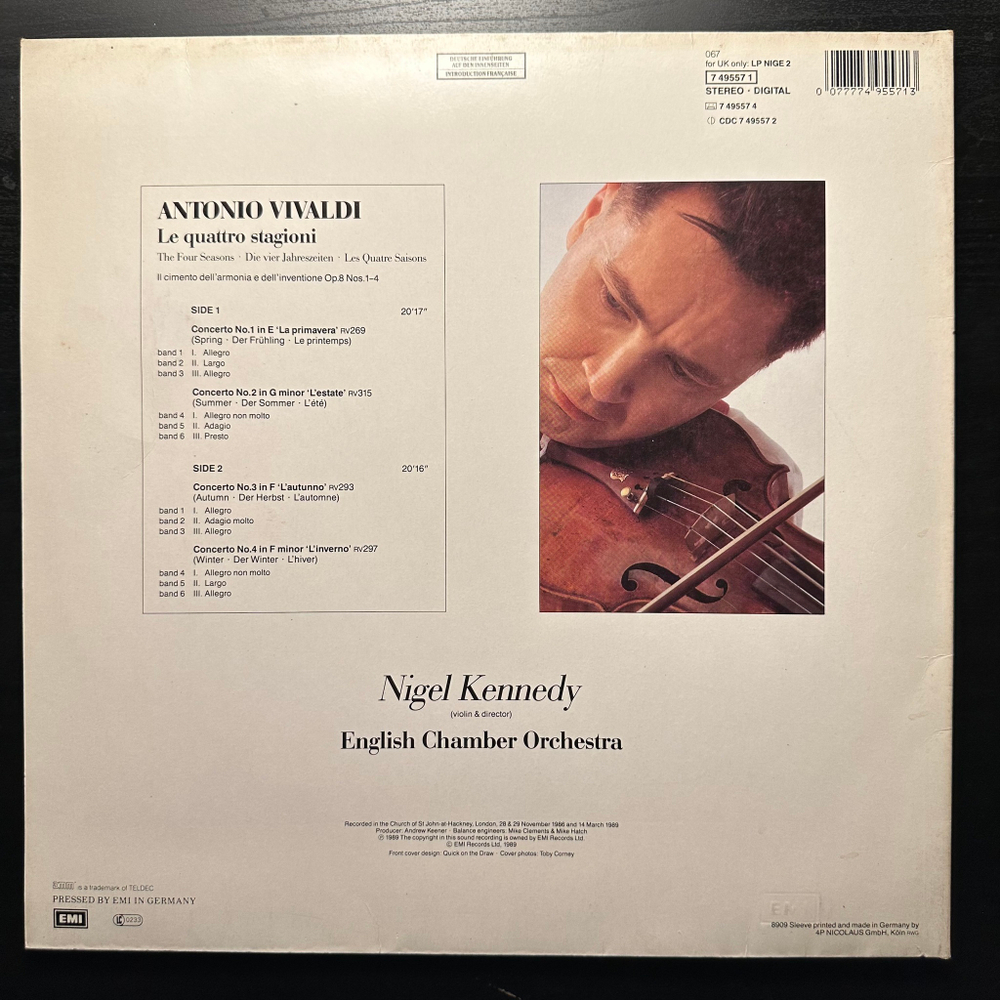 DEUTSCHE EINFÜHRUNG
AUF DEN INNENSEITEN
INTRODUCTION FRANÇAISE
067
for UK only: LP NIGE 2
7 49557 1
STEREO · DIGITAL
7 49557 4
CDC 7 49557 2
0 077774 955713
ANTONIO VIVALDI
Le quattro stagioni
The Four Seasons · Die vier Jahreszeiten · Les Quatre Saisons
Il cimento dell'armonia e dell'inventione Op.8 Nos.1–4
SIDE 1 20'17"
Concerto No.1 in E 'La primavera' RV269
(Spring · Der Frühling · Le printemps)
band 1 I. Allegro
band 2 II. Largo
band 3 III. Allegro
Concerto No.2 in G minor 'L'estate' RV315
(Summer · Der Sommer · L'été)
band 4 I. Allegro non molto
band 5 II. Adagio
band 6 III. Presto
SIDE 2 20'16"
Concerto No.3 in F 'L'autunno' RV293
(Autumn · Der Herbst · L'automne)
band 1 I. Allegro
band 2 II. Adagio molto
band 3 III. Allegro
Concerto No.4 in F minor 'L'inverno' RV297
(Winter · Der Winter · L'hiver)
band 4 I. Allegro non molto
band 5 II. Largo
band 6 III. Allegro
Nigel Kennedy
(violin & director)
English Chamber Orchestra
Recorded in the Church of St John-at-Hackney, London, 28 & 29 November 1986 and 14 March 1989
Producer: Andrew Keener · Balance engineers: Mike Clements & Mike Hatch
℗ 1989 The copyright in this sound recording is owned by EMI Records Ltd.
© EMI Records Ltd, 1989
Front cover design: Quick on the Draw · Cover photos: Toby Corney
is a trademark of TELDEC
PRESSED BY EMI IN GERMANY
EMI
LC 0233
EMI
8909 Sleeve printed and made in Germany by
4P NICOLAUS GmbH, Köln RWG